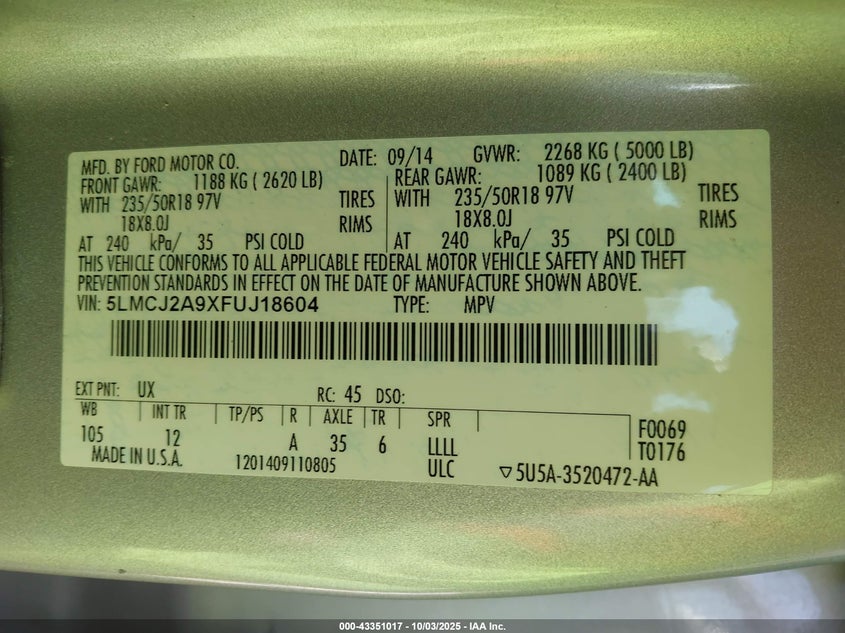 MFD. BY FORD MOTOR CO. DATE: 09/14 GVWR: 2268 KG ( 5000 LB)
FRONT GAWR: 1188 KG ( 2620 LB) REAR GAWR: 1089 KG ( 2400 LB)
WITH 235/50R18 97V TIRES WITH 235/50R18 97V TIRES
18X8.0J RIMS 18X8.0J RIMS
AT 240 kPa/ 35 PSI COLD AT 240 kPa/ 35 PSI COLD
THIS VEHICLE CONFORMS TO ALL APPLICABLE FEDERAL MOTOR VEHICLE SAFETY AND THEFT
PREVENTION STANDARDS IN EFFECT ON THE DATE OF MANUFACTURE SHOWN ABOVE.
VIN: 5LMCJ2A9XFUJ18604 TYPE: MPV
EXT PNT: UX RC: 45 DSO:
WB INT TR TP/PS R AXLE TR SPR F0069
105 12 A 35 6 LLLL T0176
MADE IN U.S.A. 1201409110805 ULC ▽5U5A-3520472-AA
000-43351017 - 10/03/2025 - IAA Inc.